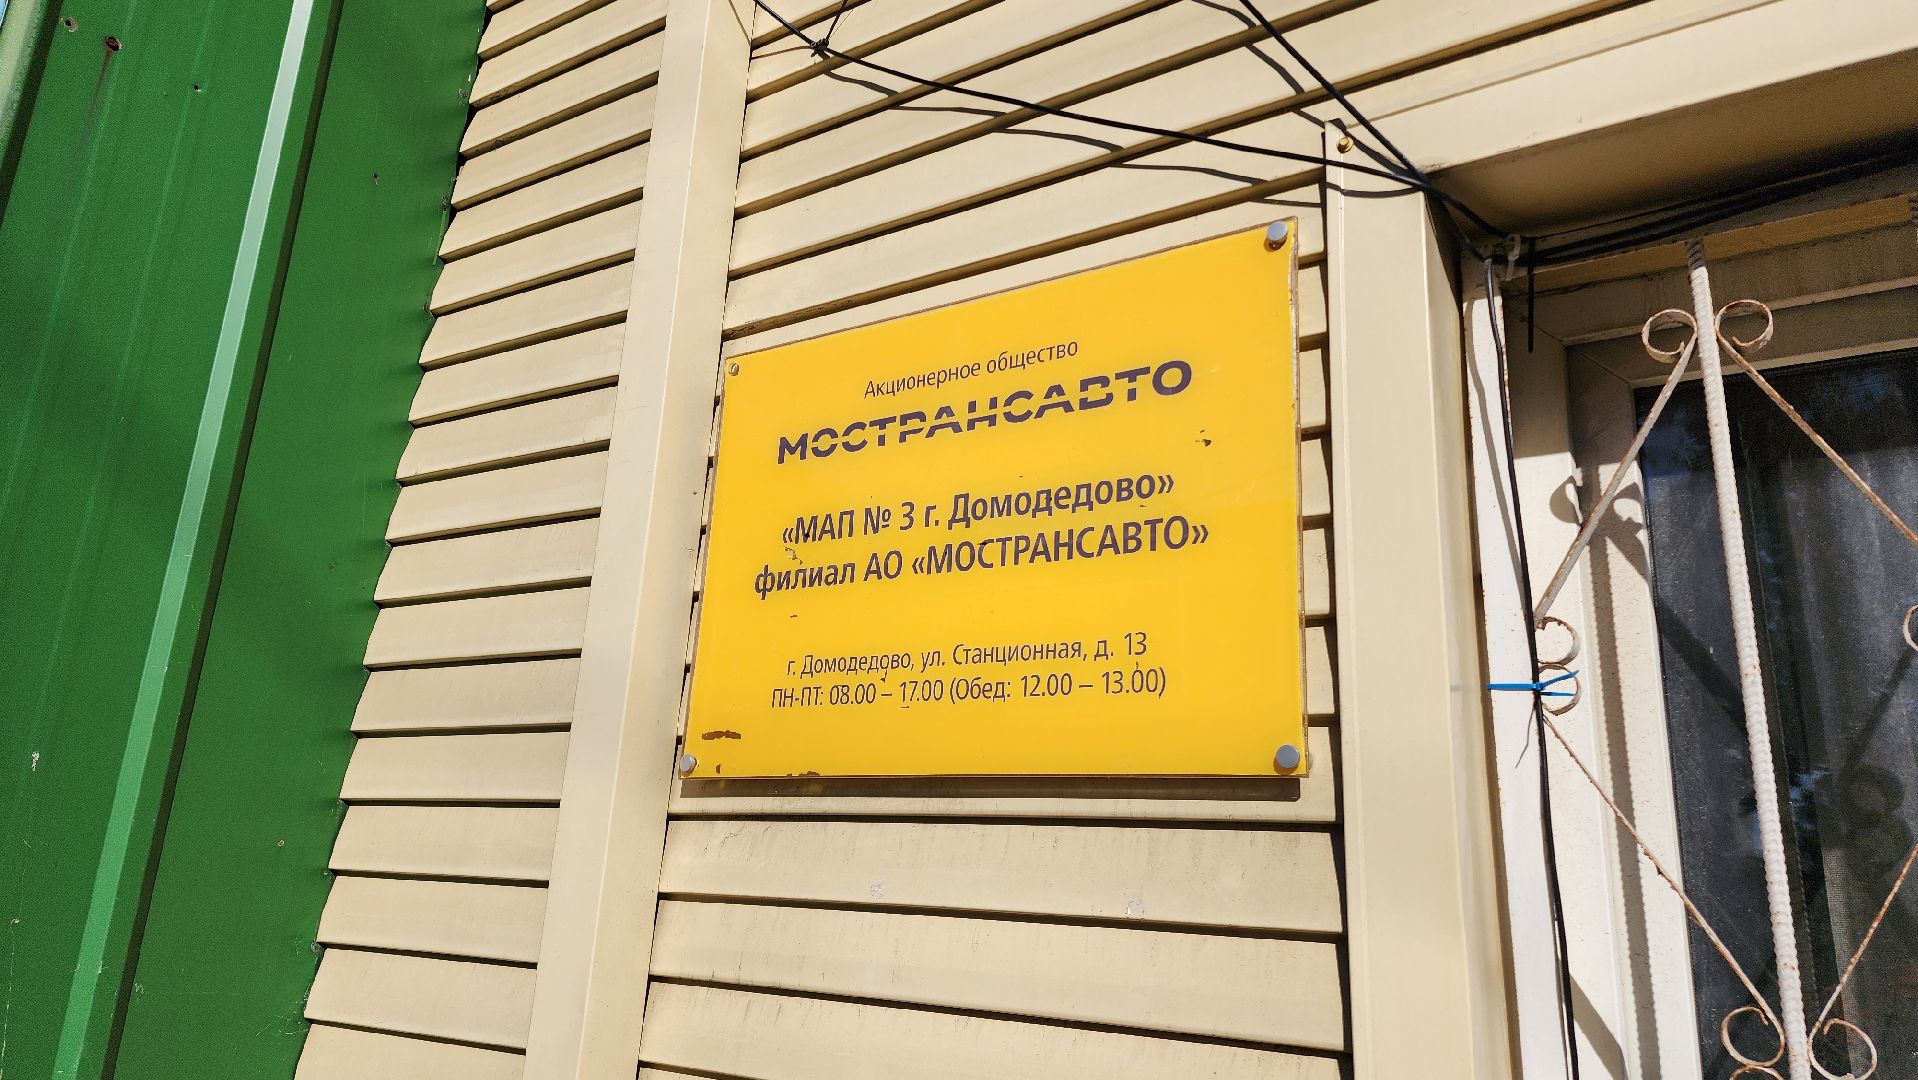 Акционерное общество
МОСТРАНСАВТО
«МАП № 3 г. Домодедово»
филиал АО «МОСТРАНСАВТО»
г. Домодедово, ул. Станционная, д. 13
ПН-ПТ: 08.00 – 17.00 (Обед: 12.00 – 13.00)